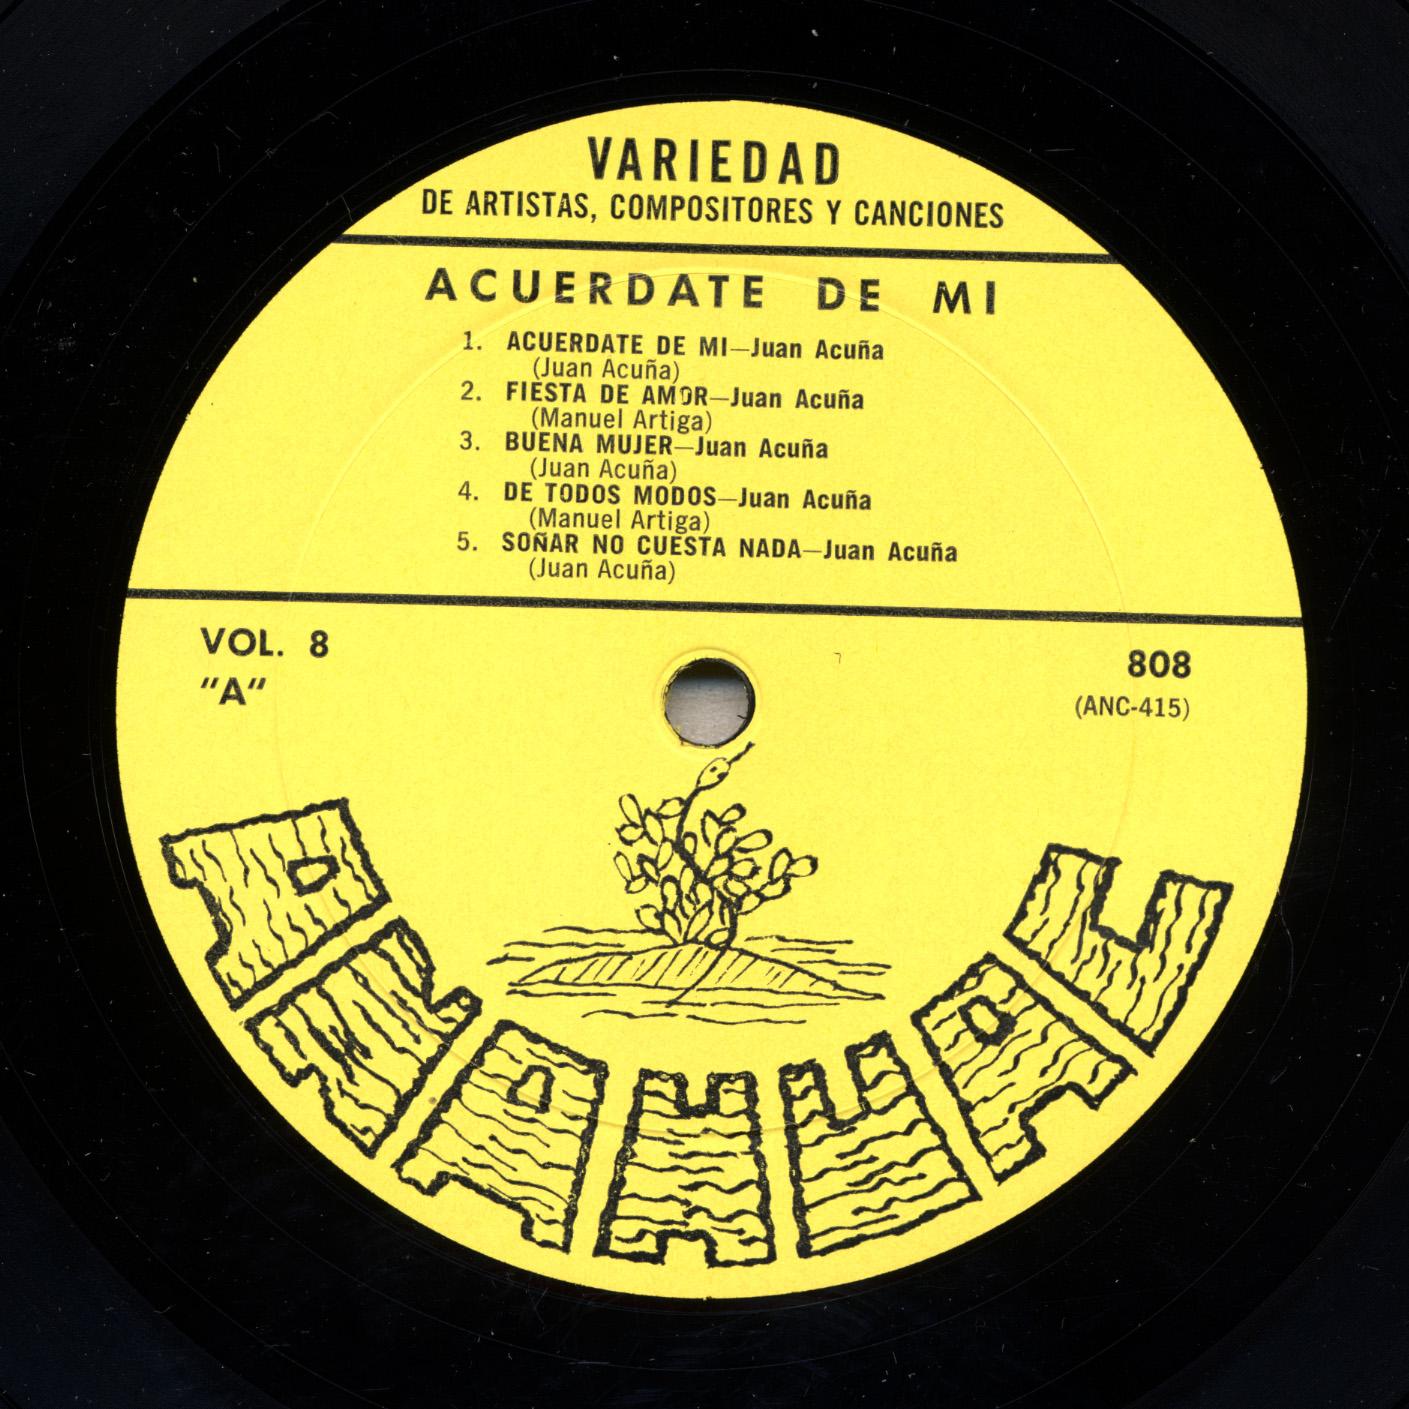 VARIEDAD
DE ARTISTAS, COMPOSITORES Y CANCIONES
ACUERDATE DE MI
1. ACUERDATE DE MI—Juan Acuña
(Juan Acuña)
2. FIESTA DE AMOR—Juan Acuña
(Manuel Artiga)
3. BUENA MUJER—Juan Acuña
(Juan Acuña)
4. DE TODOS MODOS—Juan Acuña
(Manuel Artiga)
5. SOÑAR NO CUESTA NADA—Juan Acuña
(Juan Acuña)
VOL. 8
"A"
808
(ANC-415)
ANAHUAC